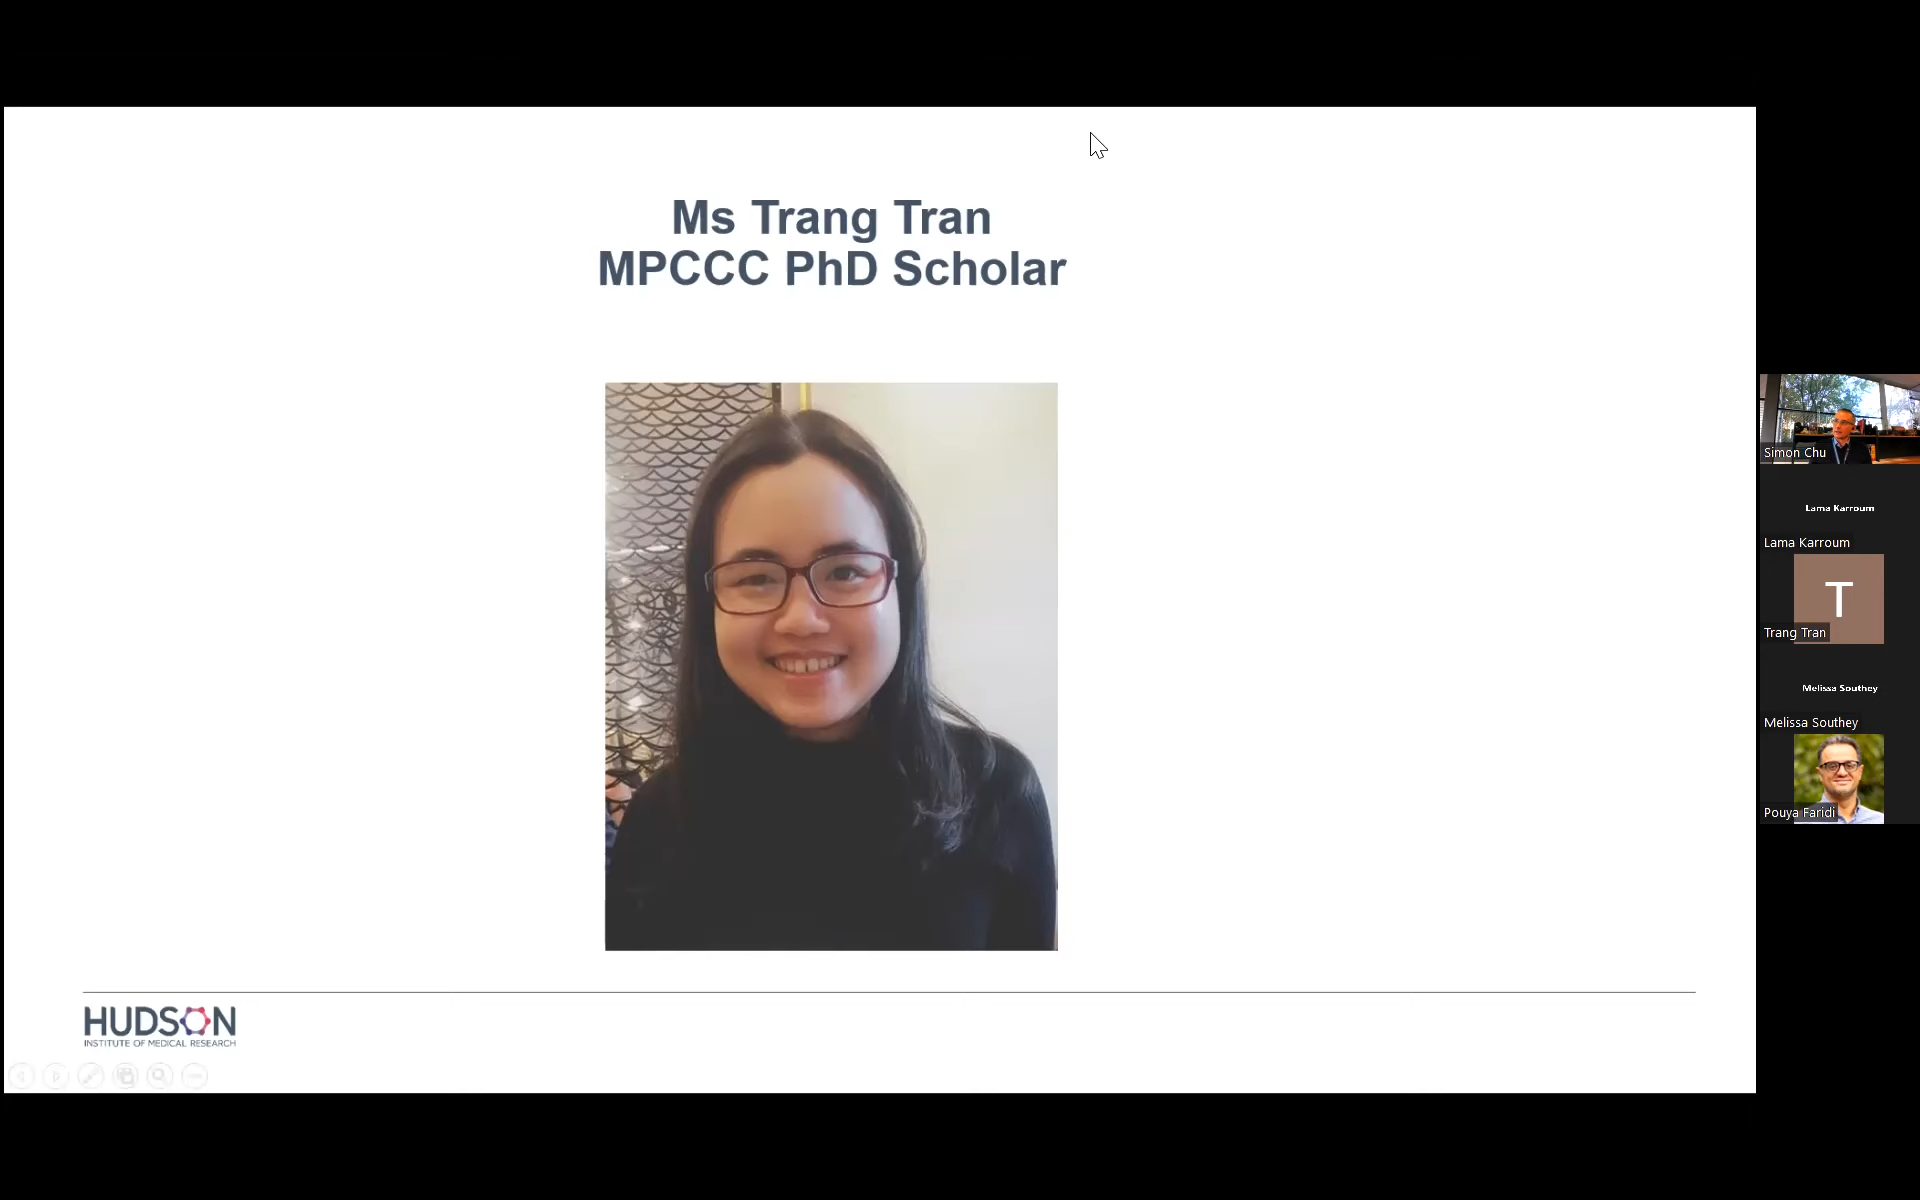 Ms Trang Tran
MPCCC PhD Scholar
HUDSON
INSTITUTE OF MEDICAL RESEARCH
Simon Chu
Lama Karroum
Lama Karroum
T
Trang Tran
Melissa Southey
Melissa Southey
Pouya Faridi